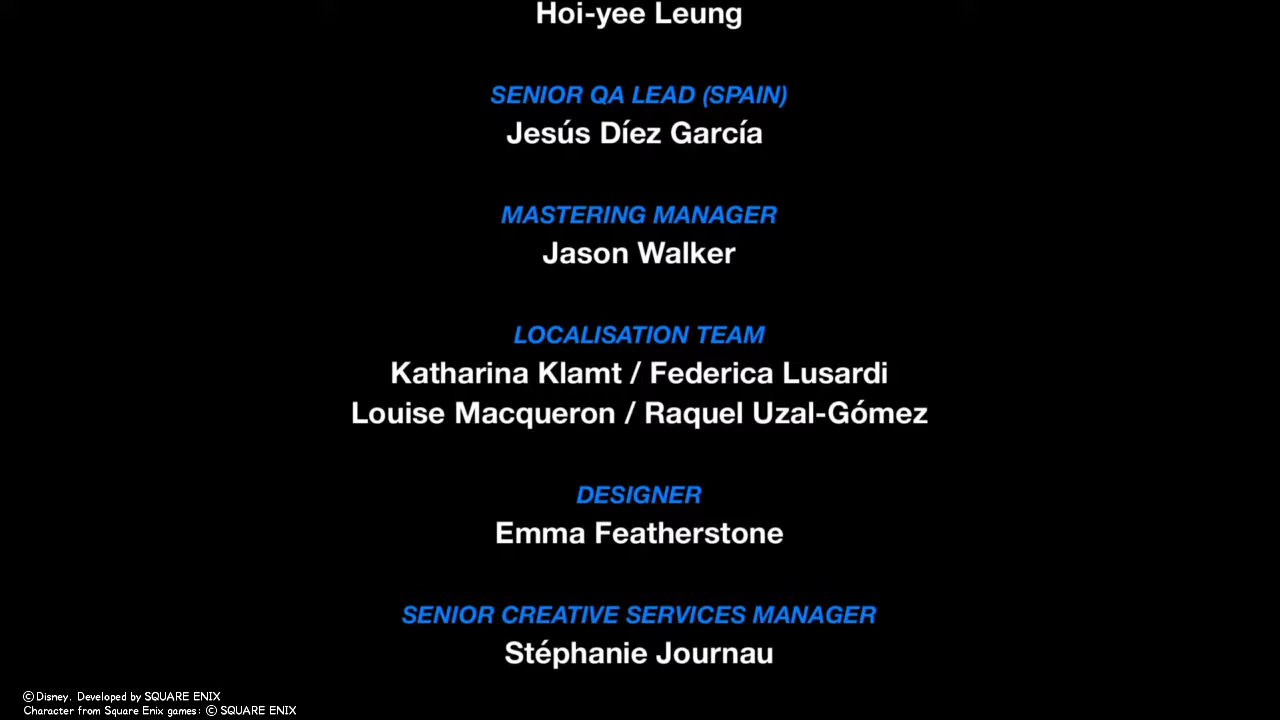 Hoi-yee Leung
SENIOR QA LEAD (SPAIN)
Jesús Díez García
MASTERING MANAGER
Jason Walker
LOCALISATION TEAM
Katharina Klamt / Federica Lusardi
Louise Macqueron / Raquel Uzal-Gómez
DESIGNER
Emma Featherstone
SENIOR CREATIVE SERVICES MANAGER
Stéphanie Journau
©Disney. Developed by SQUARE ENIX
Character from Square Enix games: © SQUARE ENIX